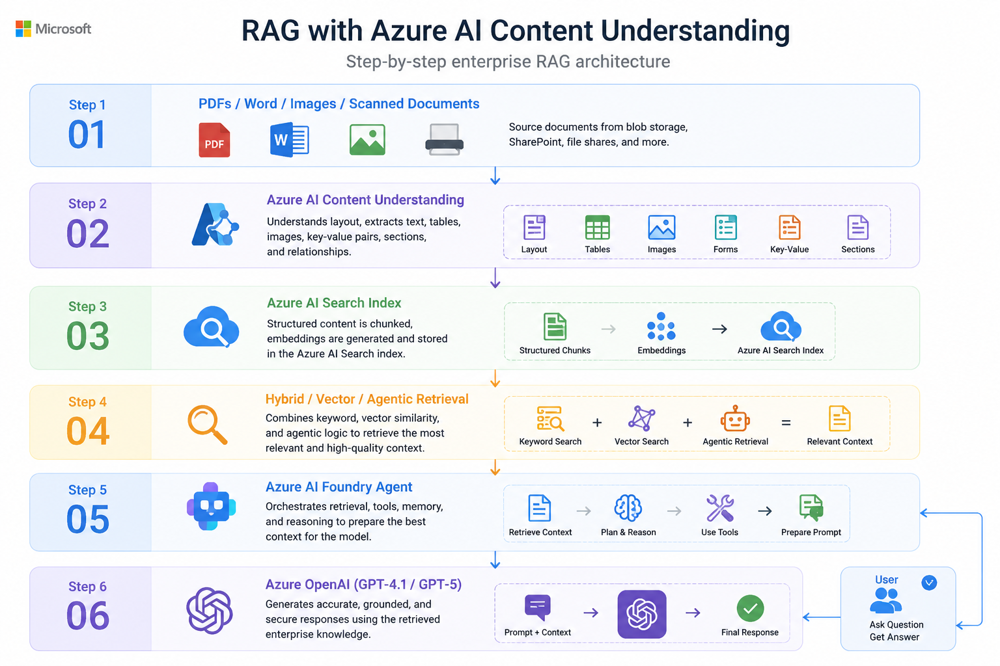 Microsoft
RAG with Azure AI Content Understanding
Step-by-step enterprise RAG architecture
Step 1
01
PDFs / Word / Images / Scanned Documents
PDF
W
Source documents from blob storage,
SharePoint, file shares, and more.
Step 2
02
Azure AI Content Understanding
Understands layout, extracts text, tables,
images, key-value pairs, sections,
and relationships.
Layout
Tables
Images
Forms
Key-Value
Sections
Step 3
03
Azure AI Search Index
Structured content is chunked,
embeddings are generated and stored
in the Azure AI Search index.
Structured Chunks
Embeddings
Azure AI Search Index
Step 4
04
Hybrid / Vector / Agentic Retrieval
Combines keyword, vector similarity,
and agentic logic to retrieve the most
relevant and high-quality context.
Keyword Search
+
Vector Search
+
Agentic Retrieval
=
Relevant Context
Step 5
05
Azure AI Foundry Agent
Orchestrates retrieval, tools, memory,
and reasoning to prepare the best
context for the model.
Retrieve Context
Plan & Reason
Use Tools
Prepare Prompt
Step 6
06
Azure OpenAI (GPT-4.1 / GPT-5)
Generates accurate, grounded, and
secure responses using the retrieved
enterprise knowledge.
Prompt + Context
Final Response
User
Ask Question
Get Answer